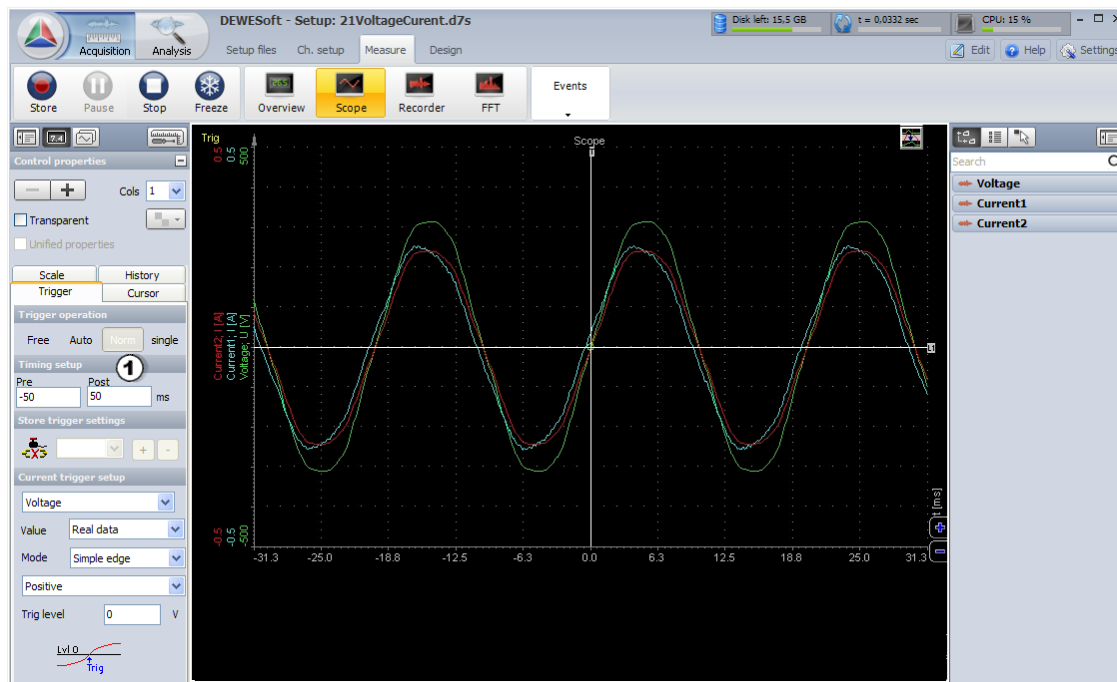 DEWESoft - Setup: 21VoltageCurent.d7s
Disk left: 15.5 GB
t = 0,0332 sec
CPU: 15 %
Acquisition
Analysis
Setup files
Ch. setup
Measure
Design
Edit
Help
Settings
Store
Pause
Stop
Freeze
265
Overview
Scope
Recorder
FFT
Events
7.4
Control properties
Cols
1
Transparent
Unified properties
Scale
History
Trigger
Cursor
Trigger operation
Free
Auto
Norm
single
Timing setup
1
Pre
Post
-50
50
ms
Store trigger settings
+
-
Current trigger setup
Voltage
Value
Real data
Mode
Simple edge
Positive
Trig level
0
V
Lvl 0
Trig
Trig
Scope
T
0.5
0.5
500
Current2; I [A]
Current1; I [A]
Voltage; U [V]
-0.5
-0.5
-500
-31.3
-25.0
-18.8
-12.5
-6.3
0.0
6.3
12.5
18.8
25.0
31.3
t [ms]
Search
Voltage
Current1
Current2